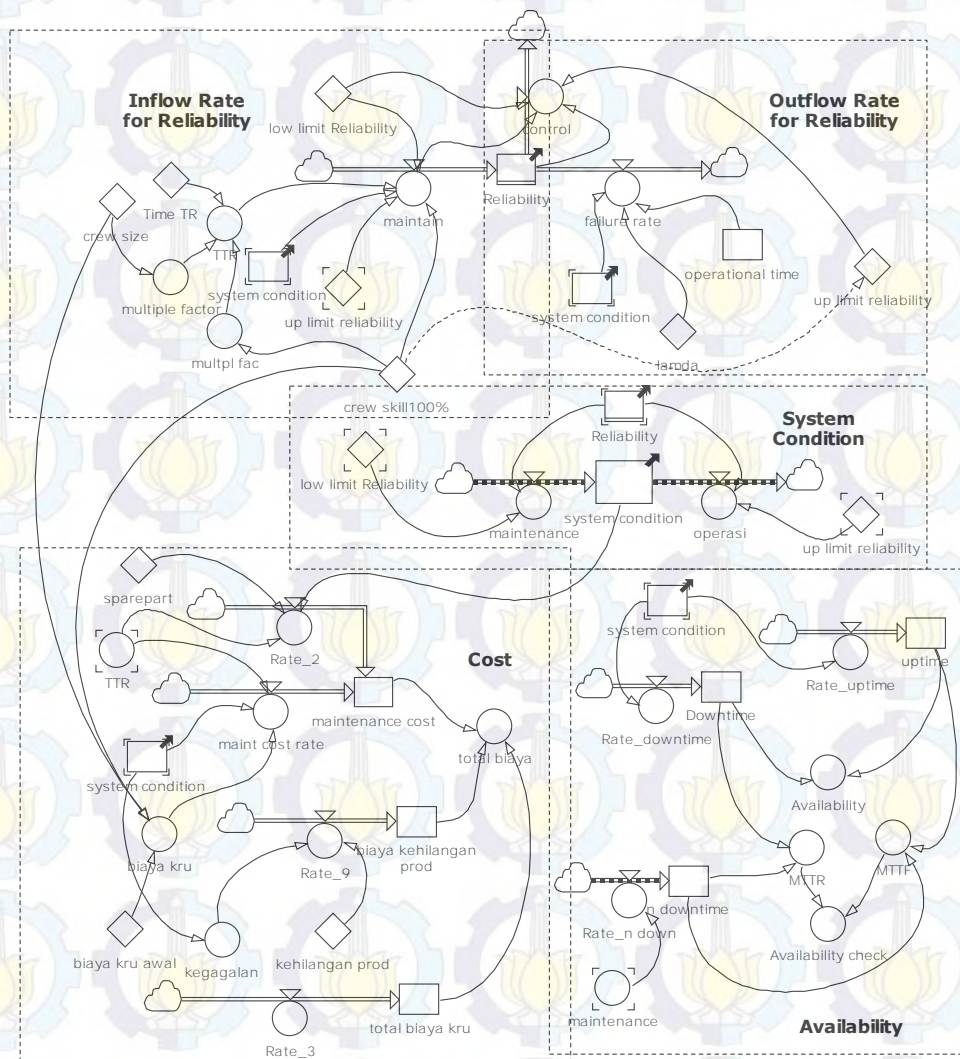 Inflow Rate
for Reliability
Outflow Rate
for Reliability
low limit Reliability
control
Time TR
crew size
TTR
maintain
Reliability
failure rate
multiple factor
system condition
up limit reliability
system condition
operational time
up limit reliability
multpl fac
lamda
crew skill100%
System
Condition
Reliability
low limit Reliability
maintenance
system condition
operasi
up limit reliability
sparepart
Rate_2
Cost
TTR
maintenance cost
maint cost rate
total biaya
system condition
biaya kru
Rate_9
biaya kehilangan
prod
biaya kru awal
kegagalan
kehilangan prod
total biaya kru
Rate_3
system condition
uptime
Rate_uptime
Downtime
Rate_downtime
Availability
MTTR
MTTF
n downtime
Rate_n down
Availability check
maintenance
Availability